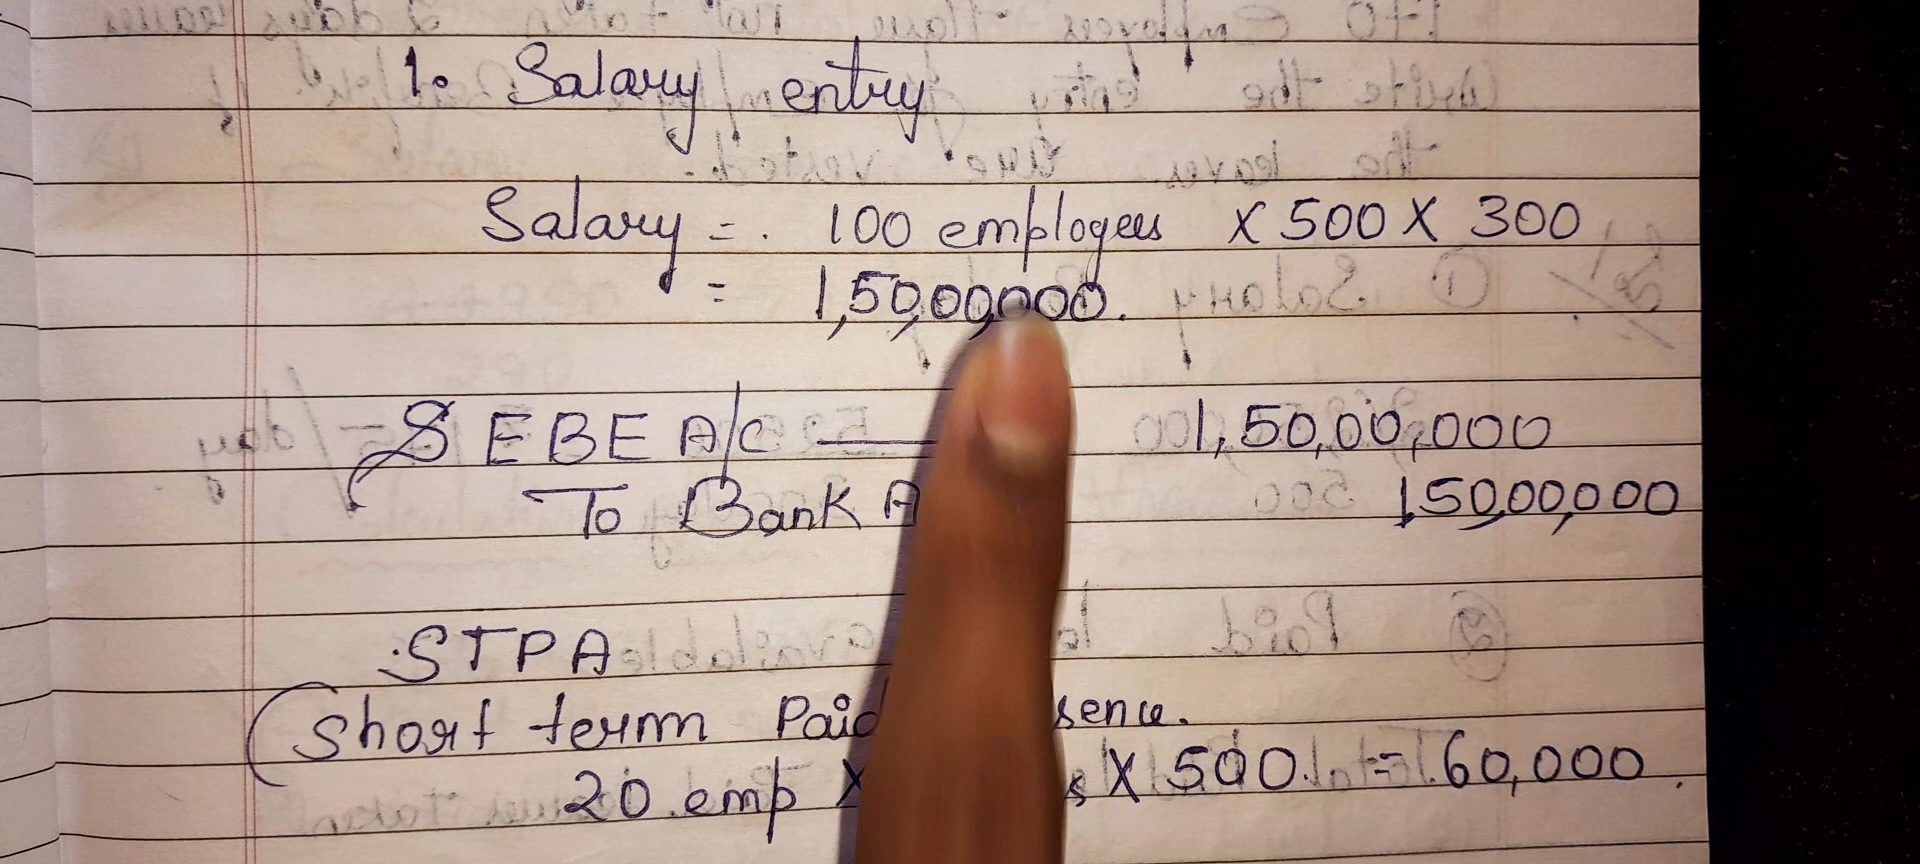 1. Salary entry
Salary = . 100 employees X 500 X 300
= 1,50,00,000.
SEBE A/C 1,50,00,000
To Bank A 1,50,00,000
STPA
(Short term Paid
20 emp X X 500 = 60,000.